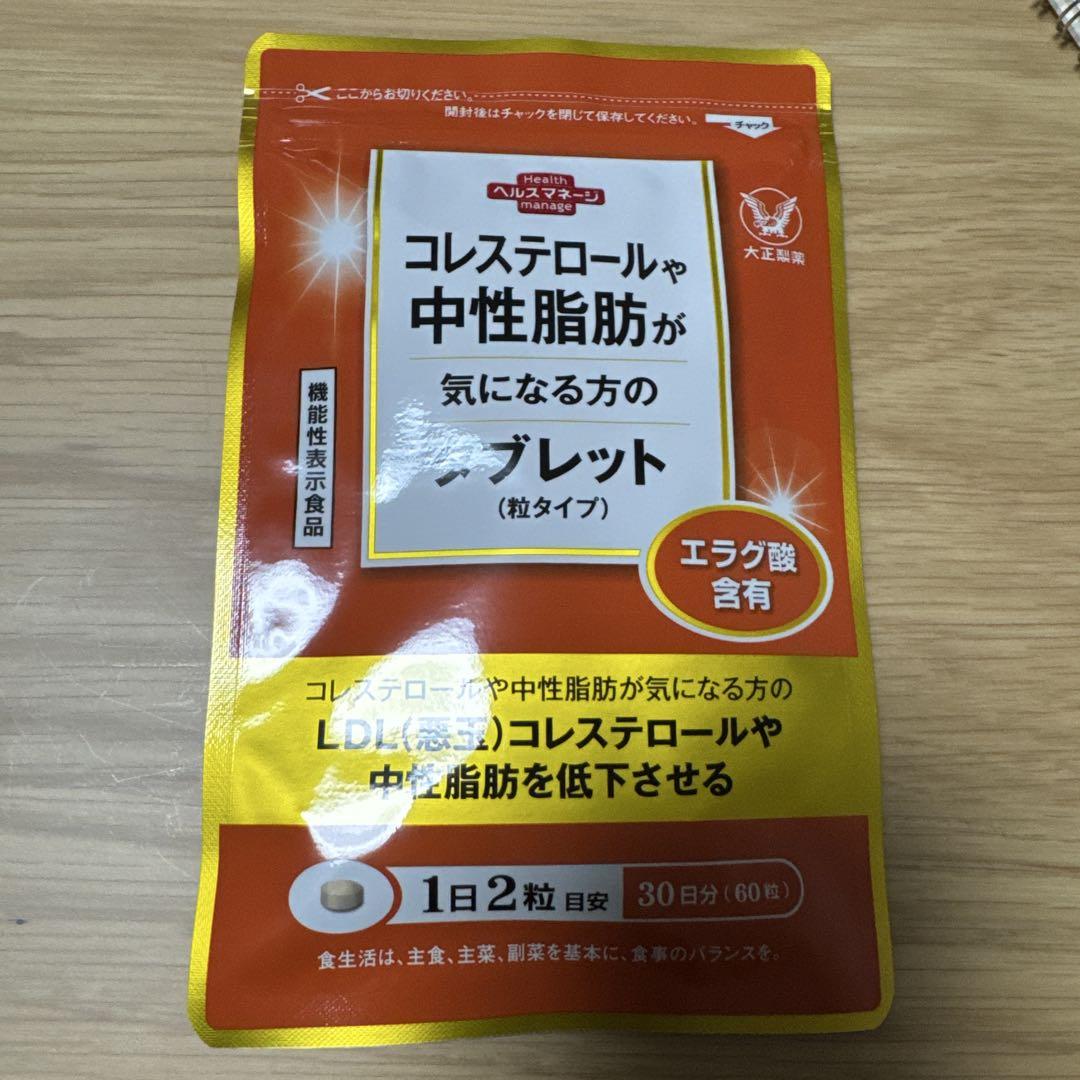 ここからお切りください。
開封後はチャックを閉じて保存してください。
チャック
Health
ヘルスマネージ
manage
大正製薬
コレステロールや
中性脂肪が
気になる方の
タブレット
(粒タイプ)
機能性表示食品
エラグ酸
含有
コレステロールや中性脂肪が気になる方の
LDL(悪玉)コレステロールや
中性脂肪を低下させる
1日2粒目安
30日分(60粒)
食生活は、主食、主菜、副菜を基本に、食事のバランスを。